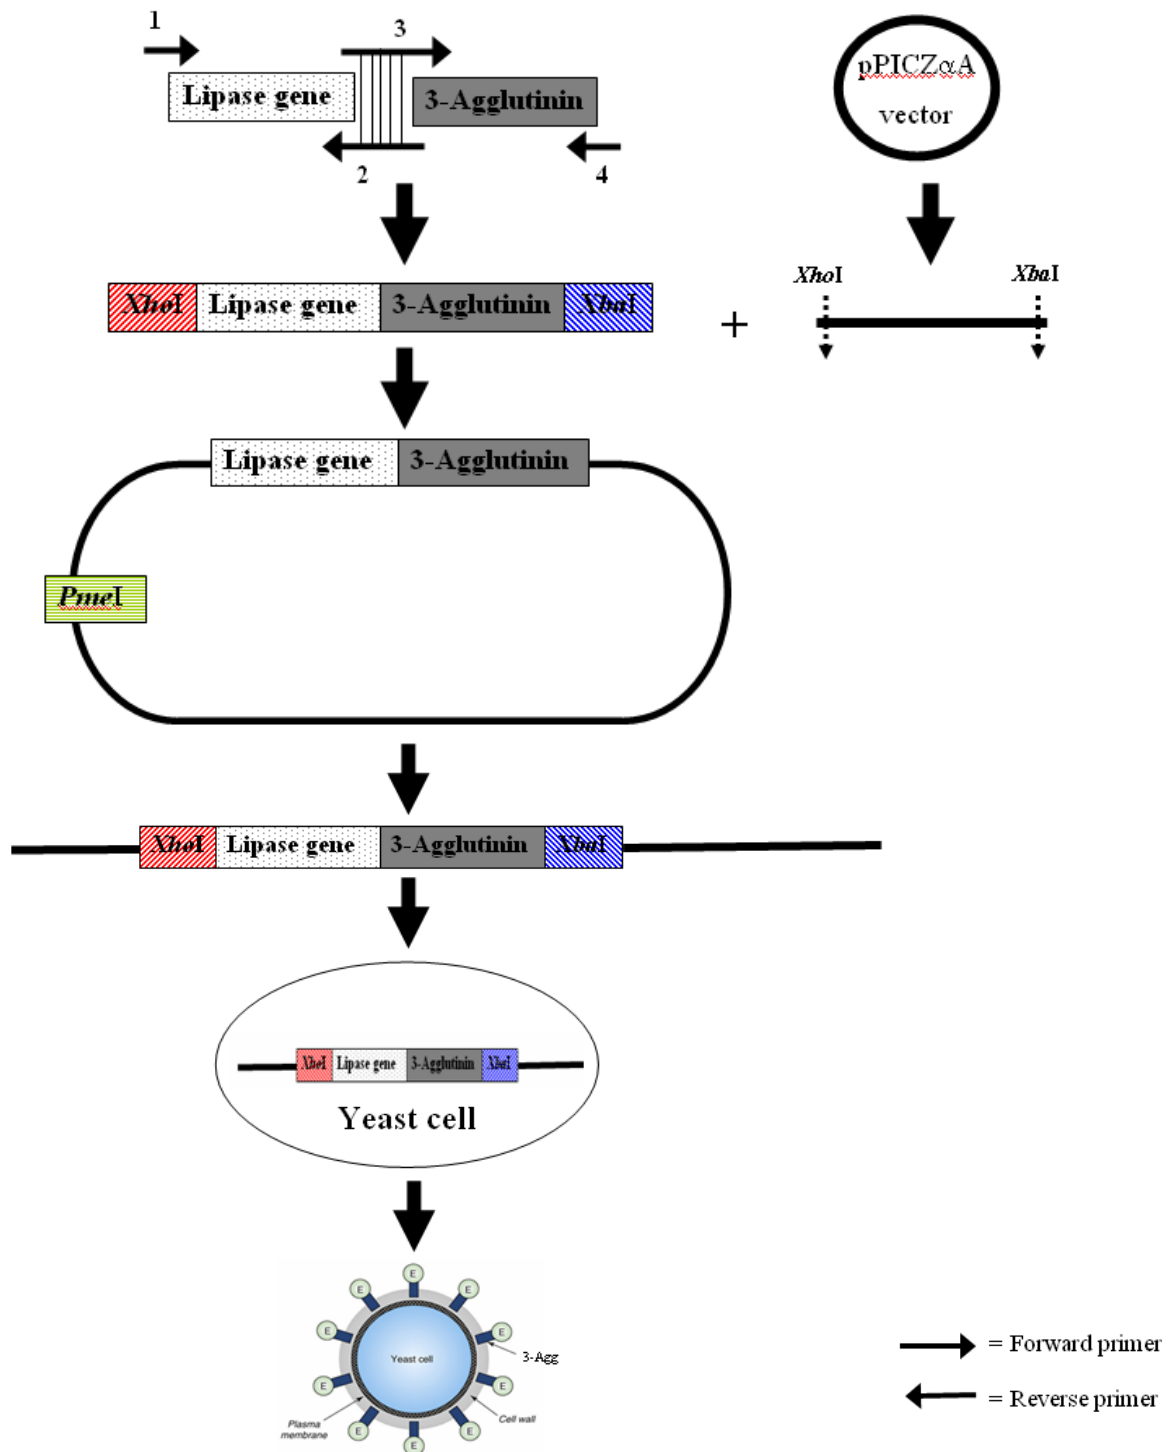 1
3
Lipase gene
3-Agglutinin
2
4
pPICZαA
vector
XhoI
Lipase gene
3-Agglutinin
XbaI
+
XhoI
XbaI
Lipase gene
3-Agglutinin
PmeI
XhoI
Lipase gene
3-Agglutinin
XbaI
XhoI
Lipase gene
3-Agglutinin
XbaI
Yeast cell
E
E
E
E
E
E
E
E
E
E
Yeast cell
3-Agg
Plasma
membrane
Cell wall
= Forward primer
= Reverse primer